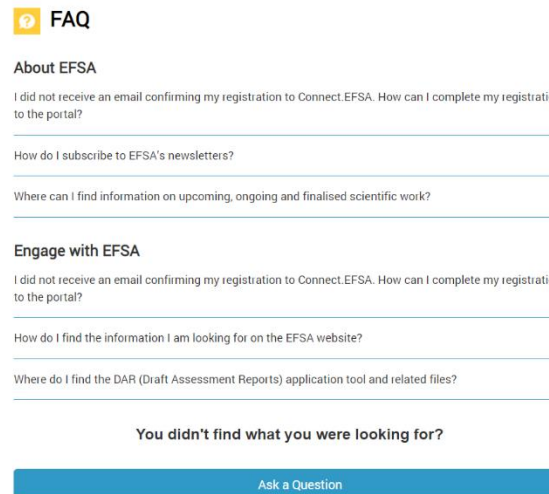 FAQ
About EFSA
I did not receive an email confirming my registration to Connect.EFSA. How can I complete my registrati
to the portal?
How do I subscribe to EFSA's newsletters?
Where can I find information on upcoming, ongoing and finalised scientific work?
Engage with EFSA
I did not receive an email confirming my registration to Connect.EFSA. How can I complete my registrati
to the portal?
How do I find the information I am looking for on the EFSA website?
Where do I find the DAR (Draft Assessment Reports) application tool and related files?
You didn't find what you were looking for?
Ask a Question